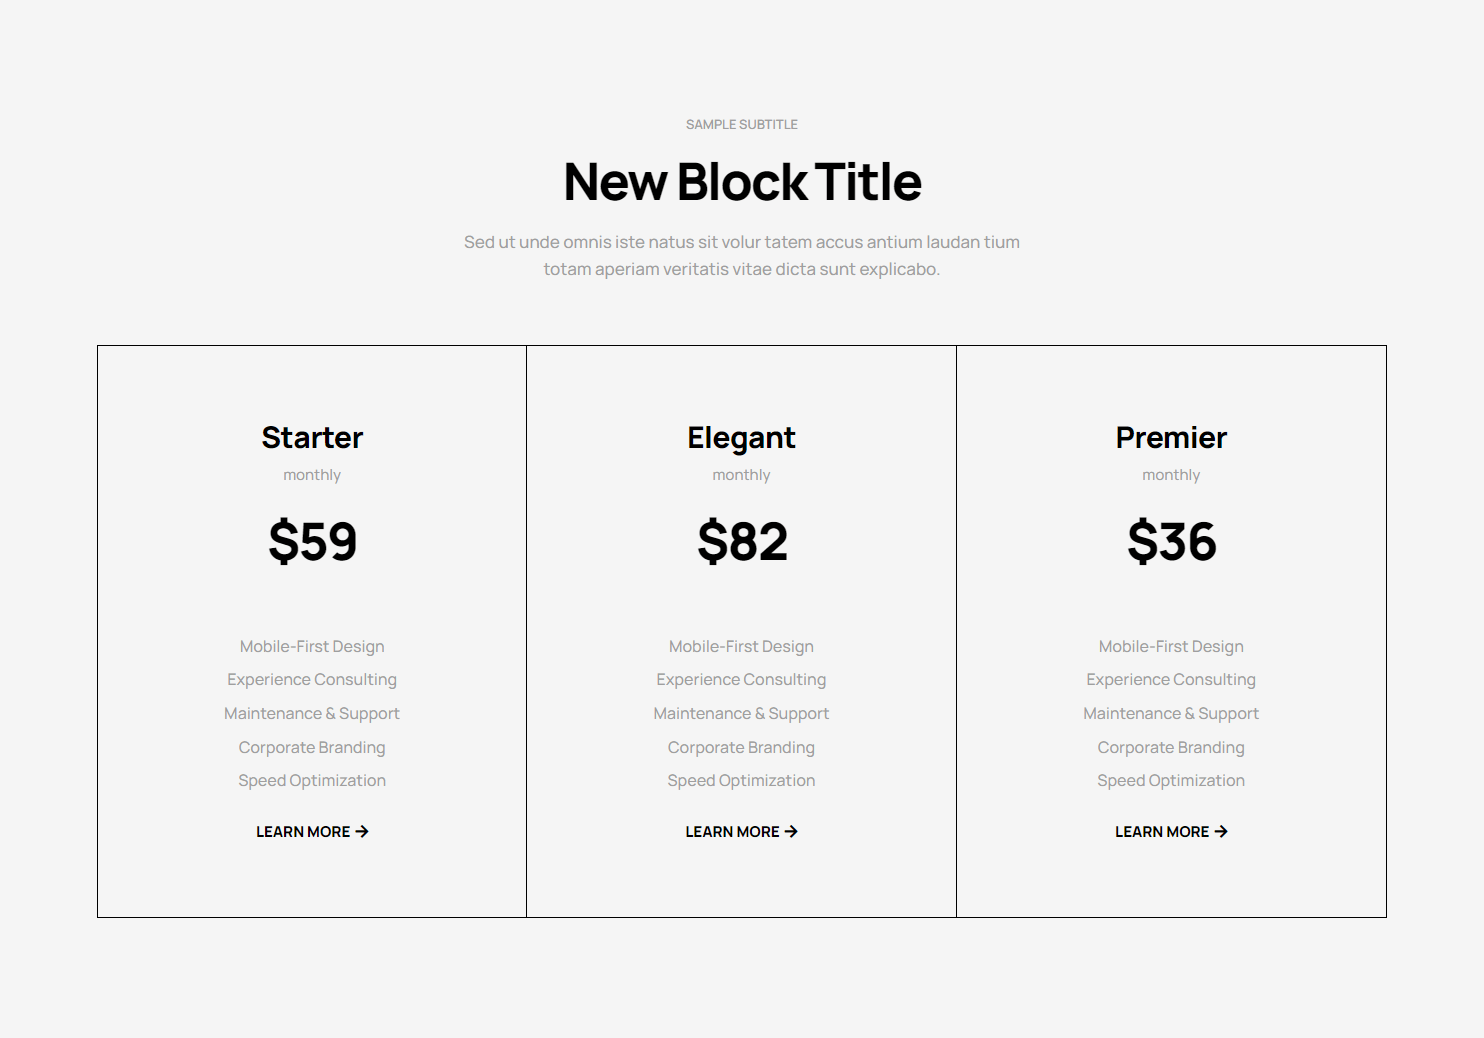 SAMPLE SUBTITLE
New Block Title
Sed ut unde omnis iste natus sit volur tatem accus antium laudan tium
totam aperiam veritatis vitae dicta sunt explicabo.
Starter
monthly
$59
Mobile-First Design
Experience Consulting
Maintenance & Support
Corporate Branding
Speed Optimization
LEARN MORE →
Elegant
monthly
$82
Mobile-First Design
Experience Consulting
Maintenance & Support
Corporate Branding
Speed Optimization
LEARN MORE →
Premier
monthly
$36
Mobile-First Design
Experience Consulting
Maintenance & Support
Corporate Branding
Speed Optimization
LEARN MORE →